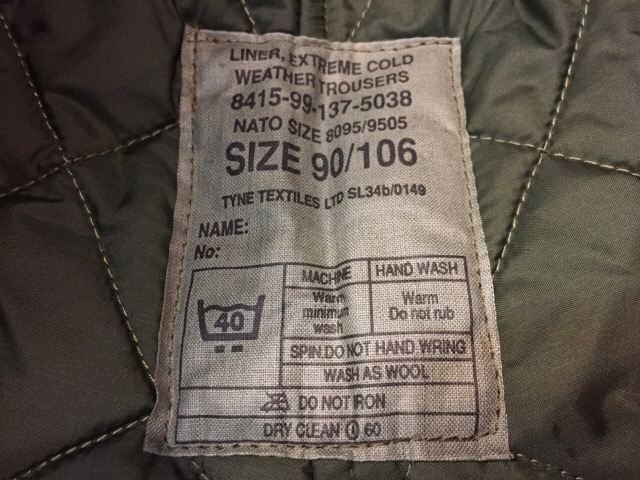 LINER, EXTREME COLD
WEATHER TROUSERS
8415-99-137-5038
NATO SIZE 8095/9505
SIZE 90/106
TYNE TEXTILES LTD SL34b/0149
NAME:
No:
MACHINE
HAND WASH
40
Warm
minimum
wash
Warm
Do not rub
SPIN.DO NOT HAND WRING
WASH AS WOOL
DO NOT IRON
DRY CLEAN 60